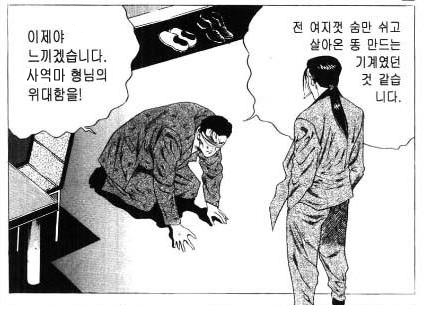 이제야
느끼겠습니다.
사역마 형님의
위대함을!
전 여지껏 숨만 쉬고
살아온 똥 만드는
기계였던
것 같습
니다.